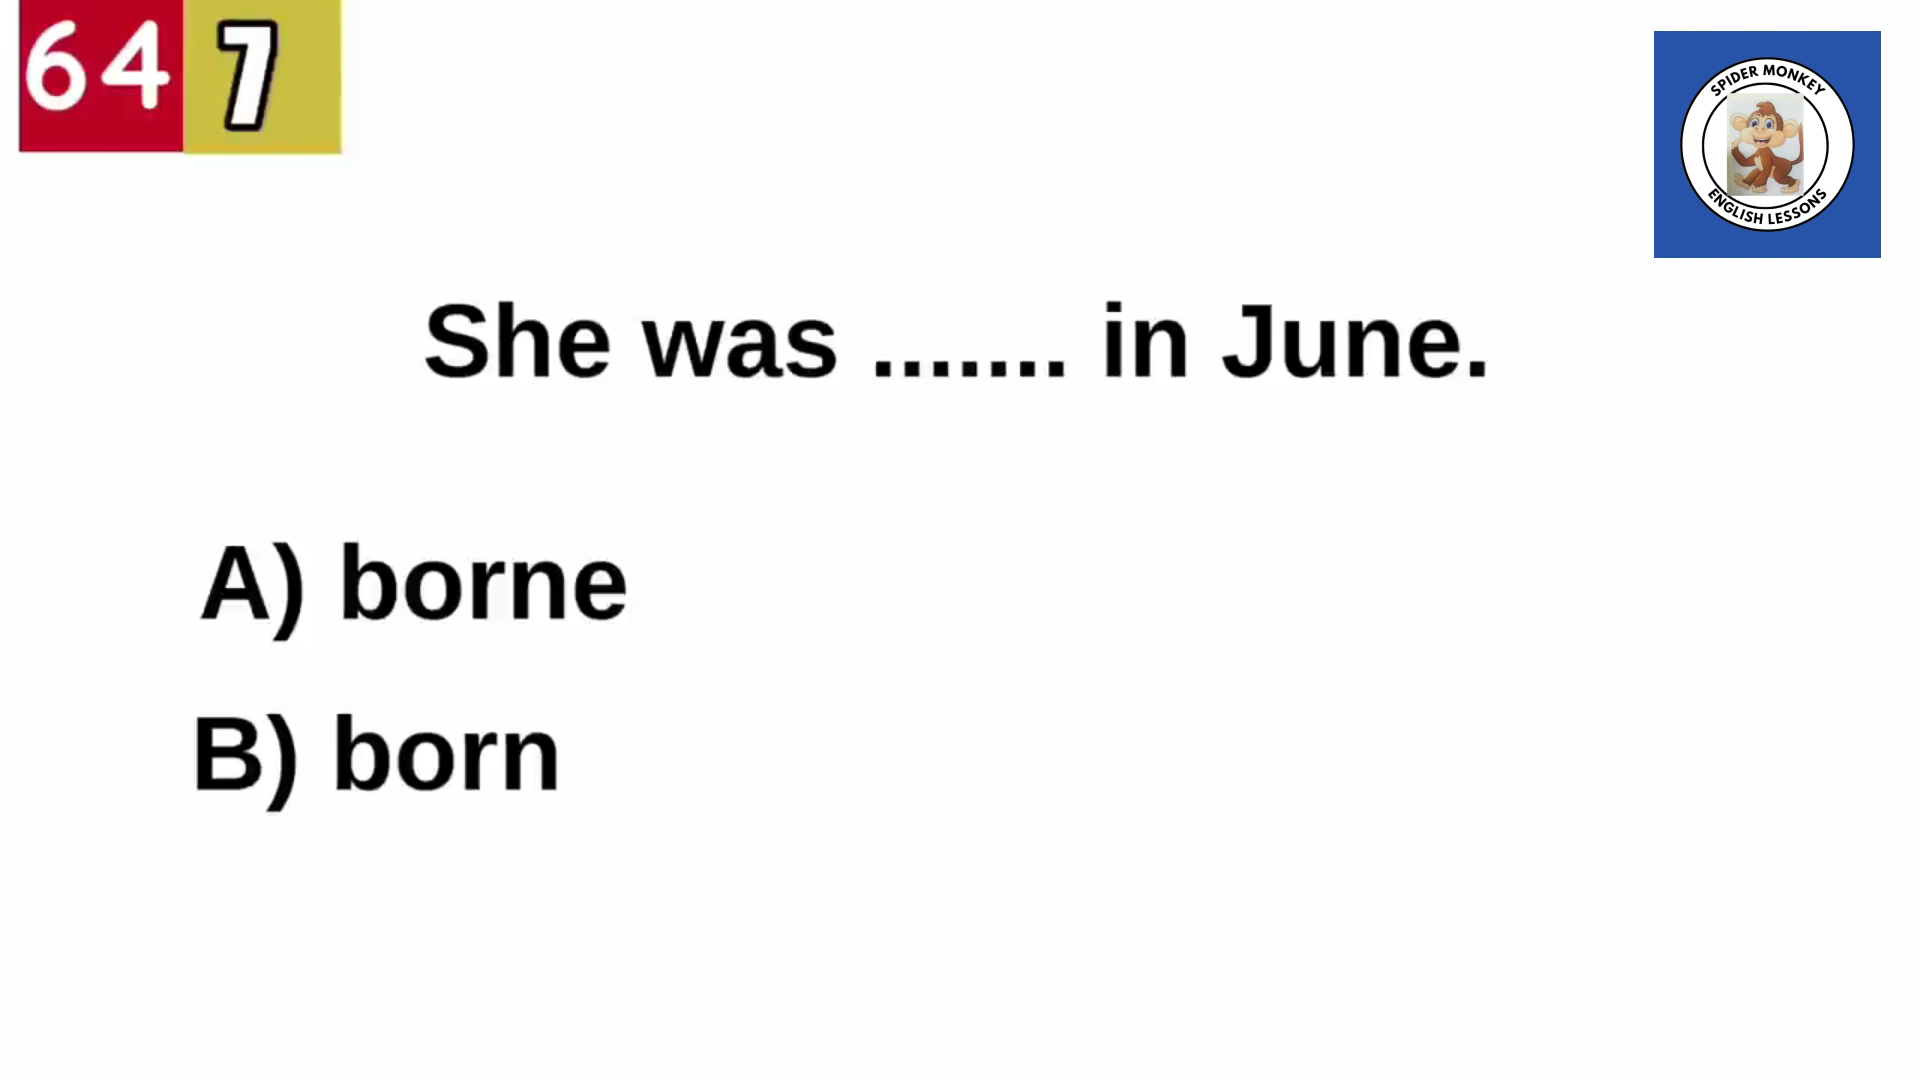 64 7
SPIDER MONKEY
ENGLISH LESSONS
She was ....... in June.
A) borne
B) born